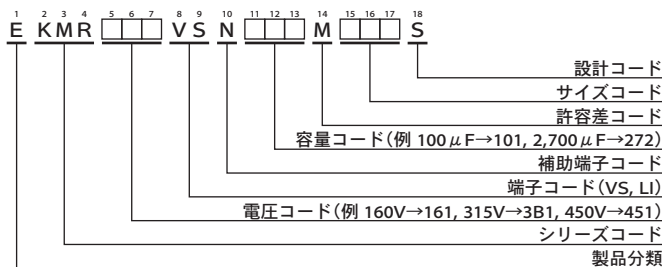 1 2 3 4 5 6 7 8 9 10 11 12 13 14 15 16 17 18
E KMR □□□ VS N □□□ M □□□ S
設計コード
サイズコード
許容差コード
容量コード(例 100μF→101, 2,700μF→272)
補助端子コード
端子コード(VS, LI)
電圧コード(例 160V→161, 315V→3B1, 450V→451)
シリーズコード
製品分類